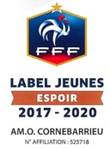 FFF
LABEL JEUNES
ESPOIR
2017 - 2020
AM.O. CORNEBARRIEU
N° AFFILIATION : 525718